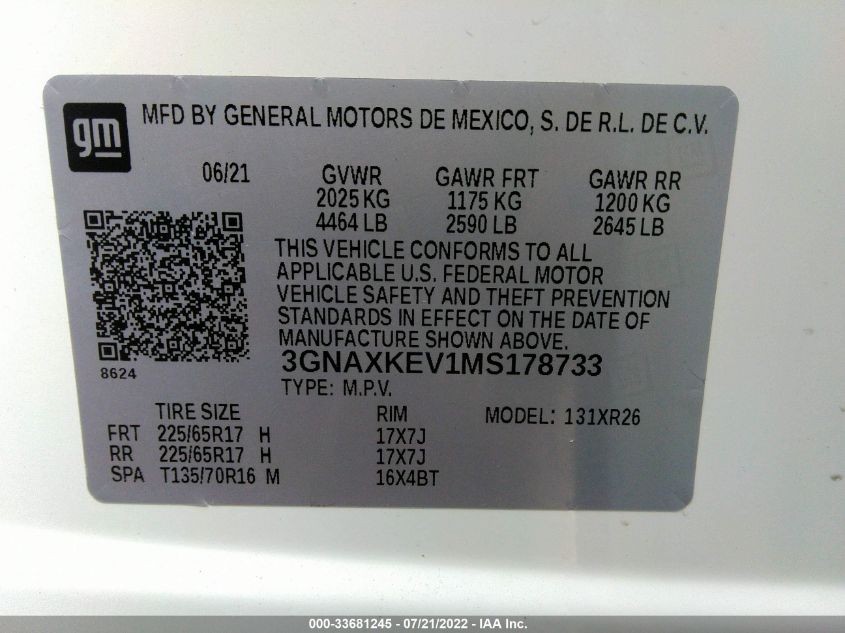 gm MFD BY GENERAL MOTORS DE MEXICO, S. DE R.L. DE C.V.
06/21 GVWR GAWR FRT GAWR RR
2025 KG 1175 KG 1200 KG
4464 LB 2590 LB 2645 LB
THIS VEHICLE CONFORMS TO ALL
APPLICABLE U.S. FEDERAL MOTOR
VEHICLE SAFETY AND THEFT PREVENTION
STANDARDS IN EFFECT ON THE DATE OF
MANUFACTURE SHOWN ABOVE.
8624 3GNAXKEV1MS178733
TYPE: M.P.V.
TIRE SIZE RIM MODEL: 131XR26
FRT 225/65R17 H 17X7J
RR 225/65R17 H 17X7J
SPA T135/70R16 M 16X4BT
000-33681245 - 07/21/2022 - IAA Inc.